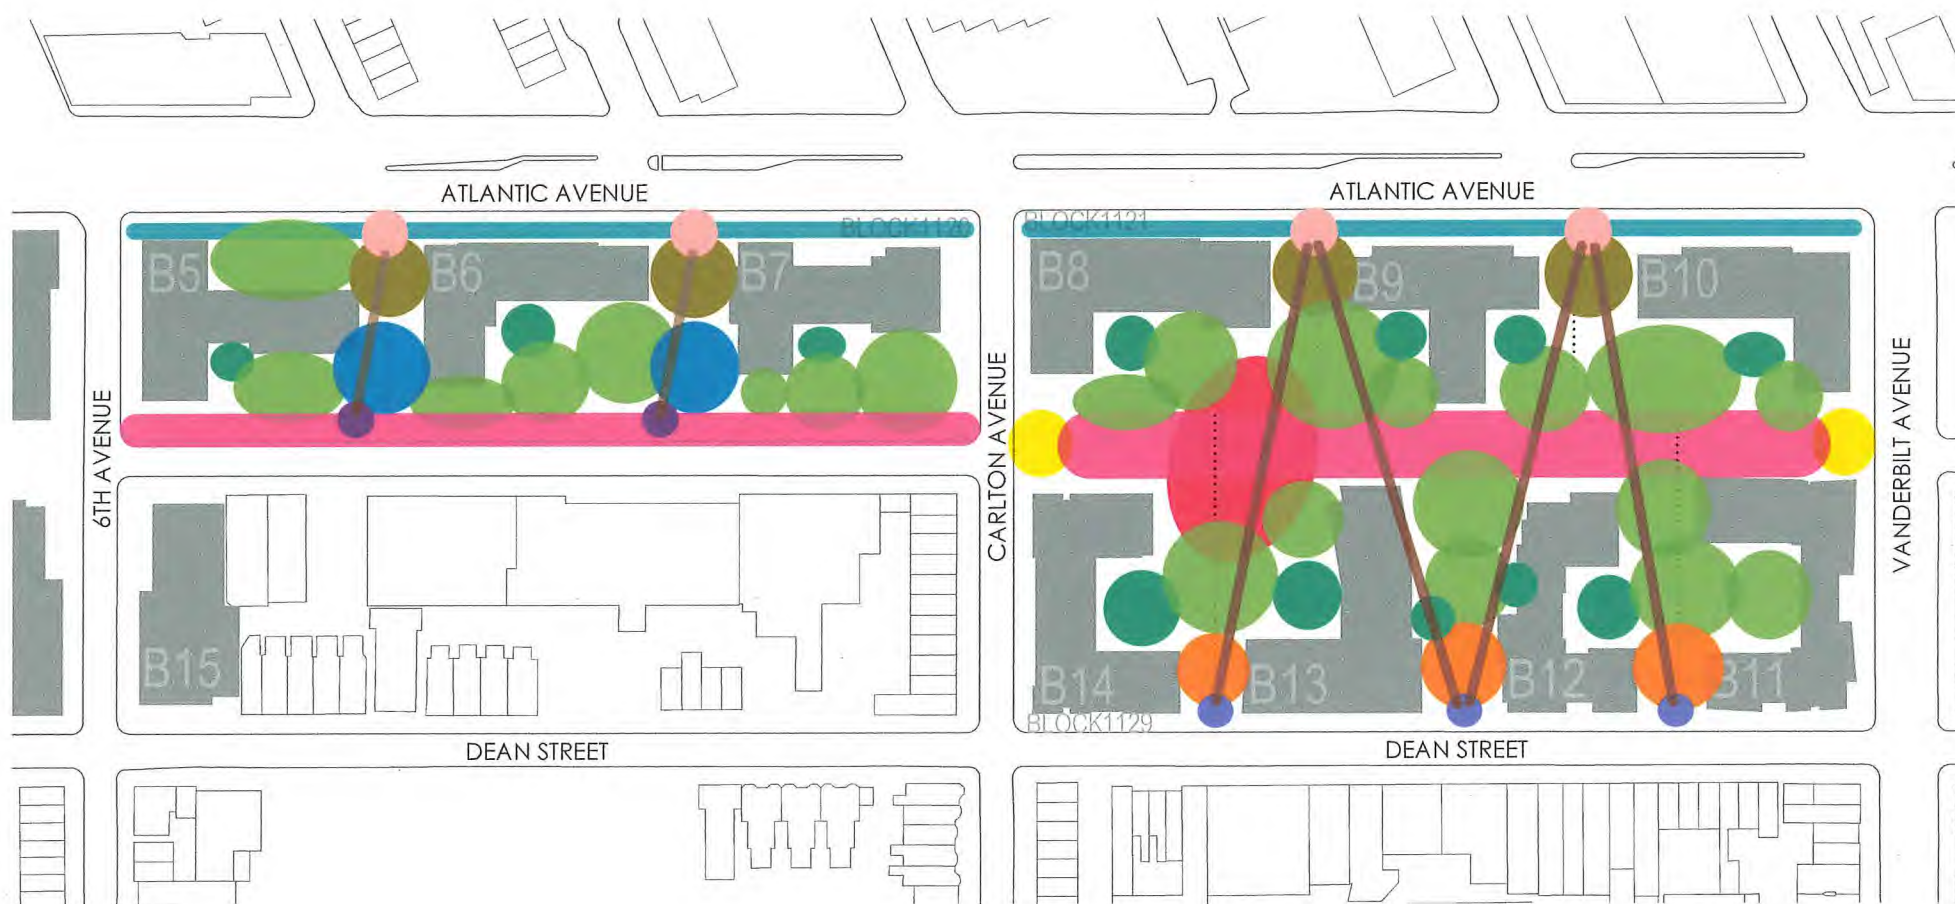 ATLANTIC AVENUE
ATLANTIC AVENUE
BLOCK1120
BLOCK1121
B5
B6
B7
B8
B9
B10
6TH AVENUE
CARLTON AVENUE
VANDERBILT AVENUE
B15
B14
B13
B12
B11
BLOCK1129
DEAN STREET
DEAN STREET